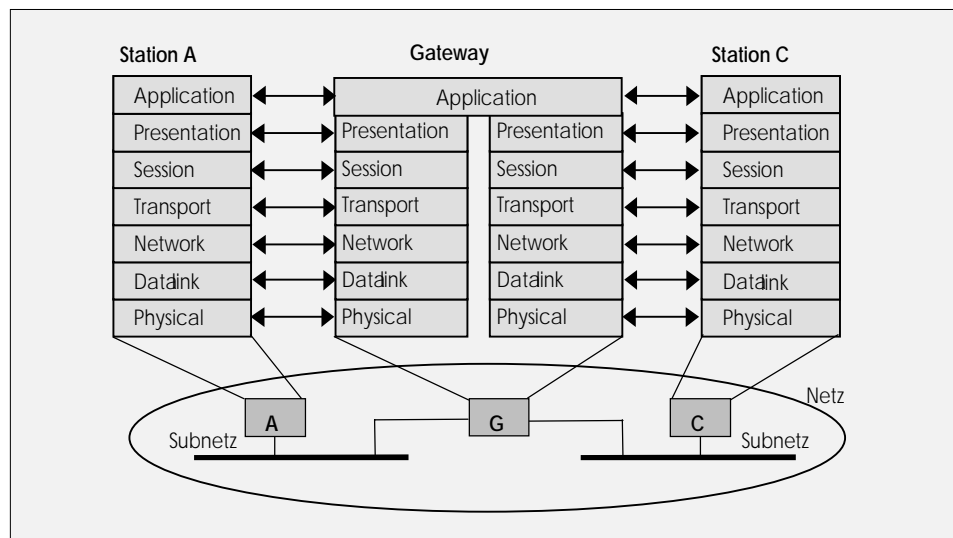 Station A Gateway Station C
Application Application Application
Presentation Presentation Presentation Presentation
Session Session Session Session
Transport Transport Transport Transport
Network Network Network Network
Datalink Datalink Datalink Datalink
Physical Physical Physical Physical
Netz
A G C
Subnetz Subnetz